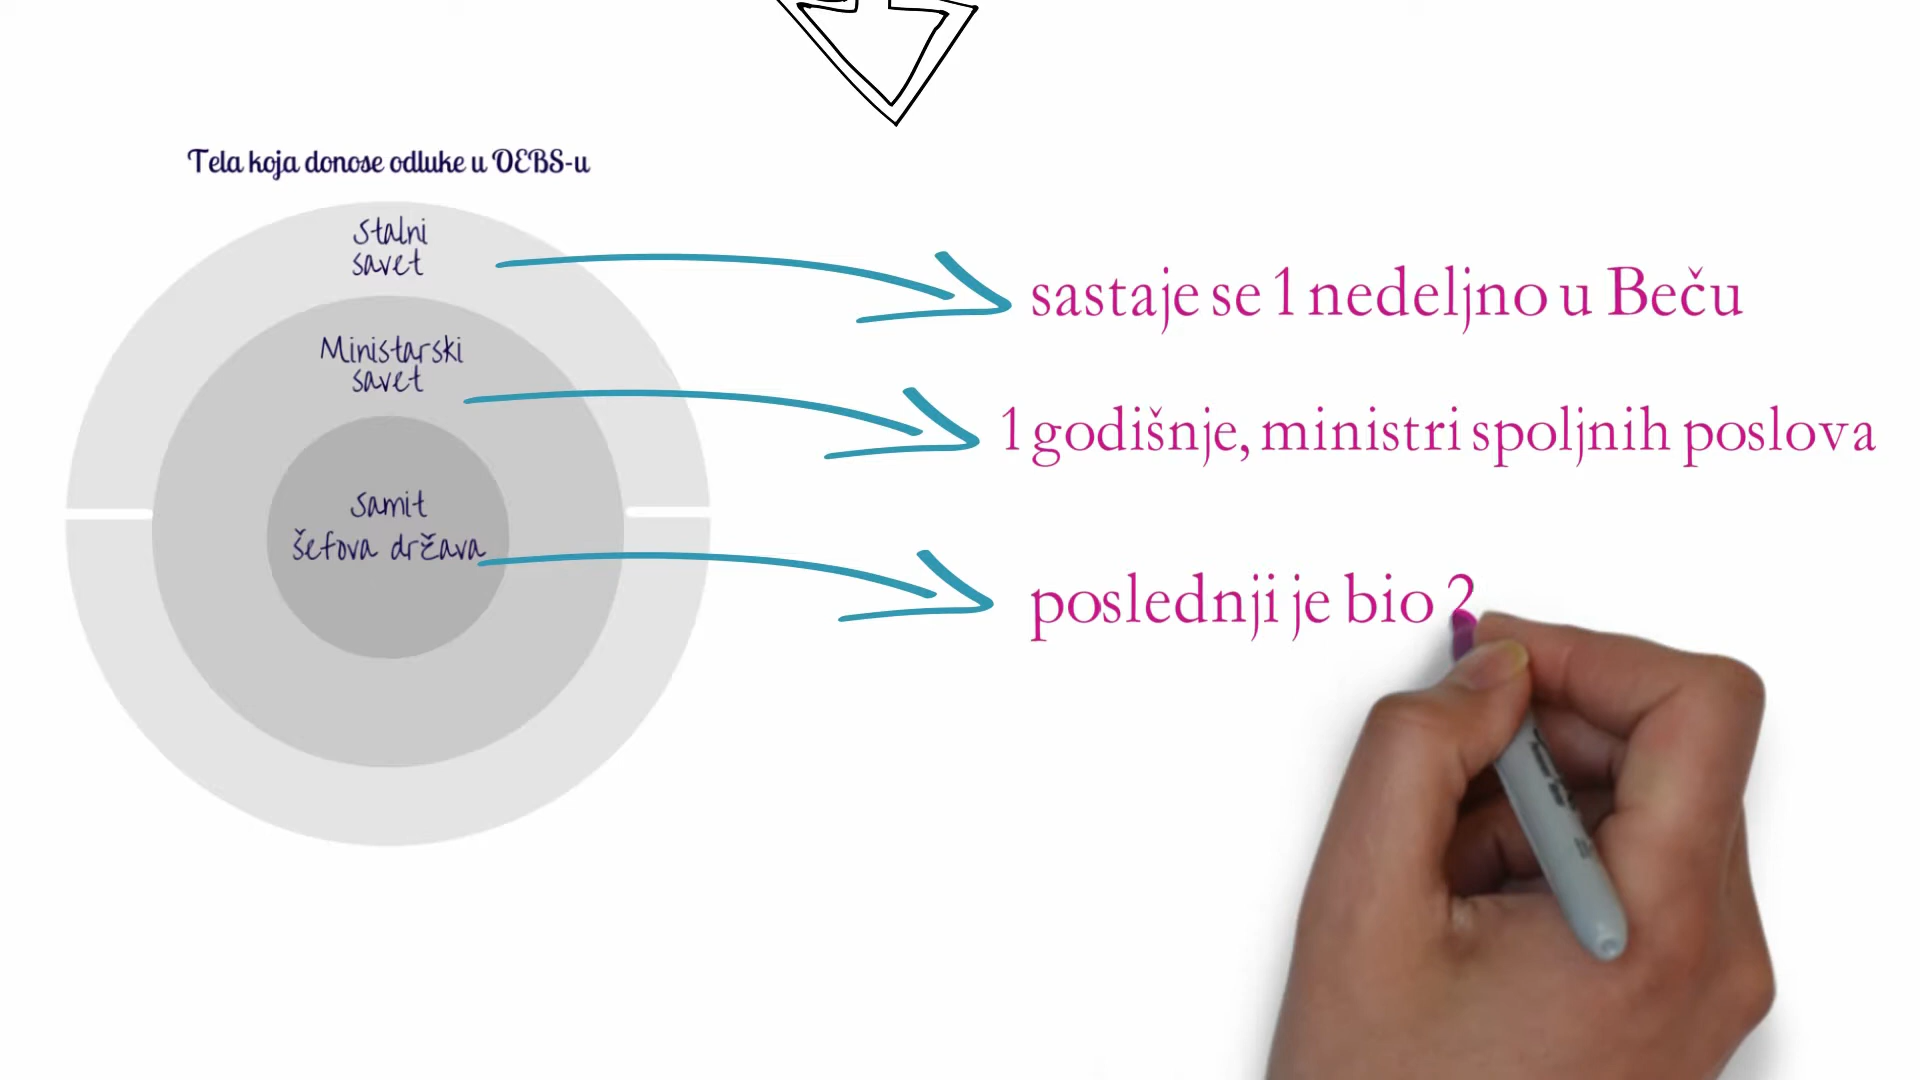 Tela koja donose odluke u OEBS-u
Stalni
savet
sastaje se 1 nedeljno u Beču
Ministarski
savet
1 godišnje, ministri spoljnih poslova
Samit
šefova država
poslednji je bio 2